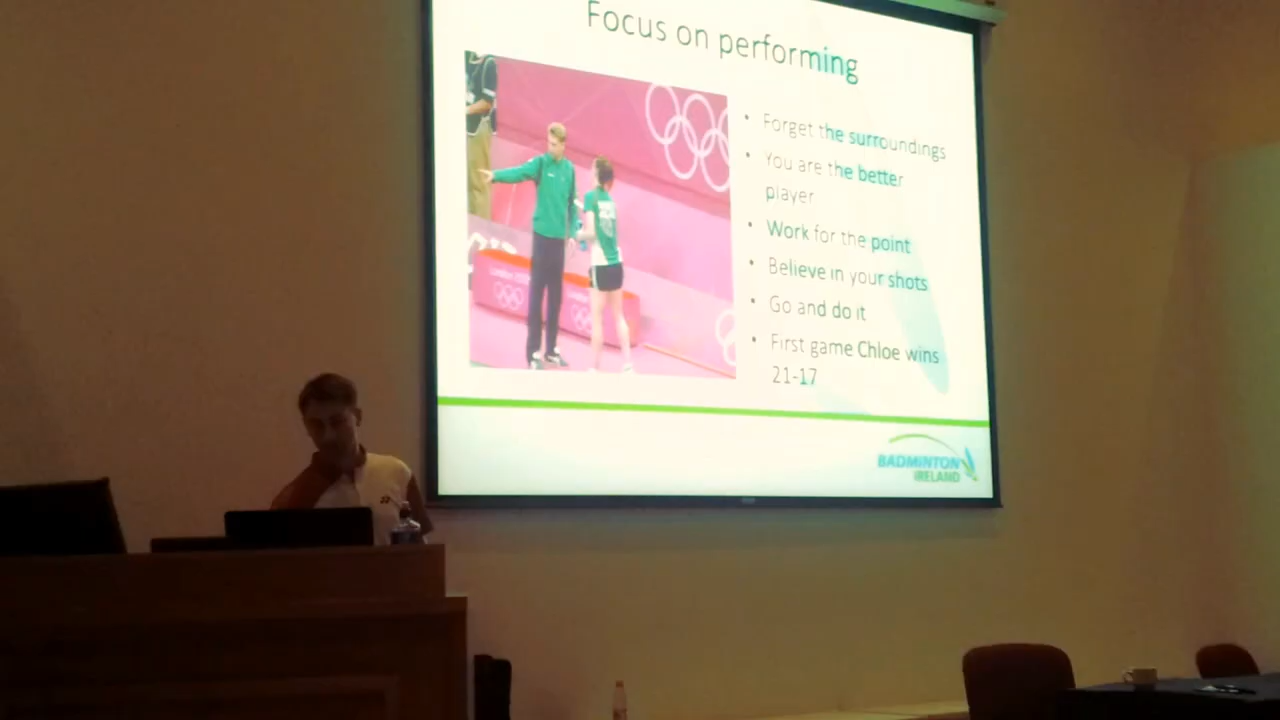 Focus on performing
• Forget the surroundings
• You are the better
player
• Work for the point
• Believe in your shots
• Go and do it
• First game Chloe wins
21-17
BADMINTON
IRELAND